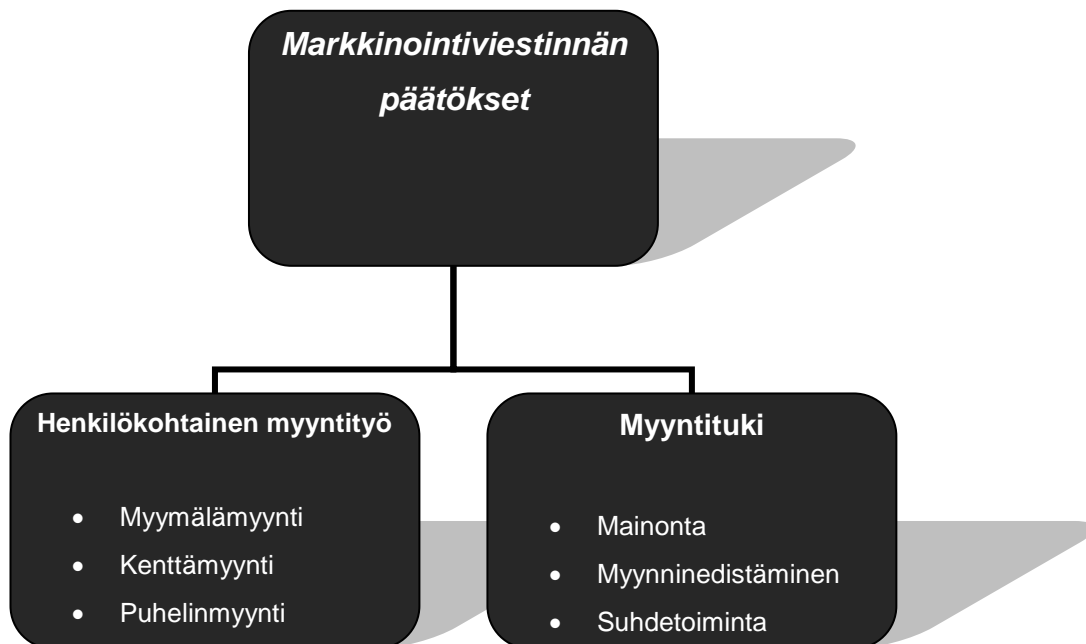 Markkinointiviestinnän
päätökset
Henkilökohtainen myyntityö
• Myymälämyynti
• Kenttämyynti
• Puhelinmyynti
Myyntituki
• Mainonta
• Myynninedistäminen
• Suhdetoiminta